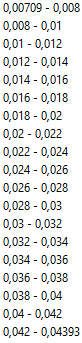 0,00709 - 0,008
0,008 - 0,01
0,01 - 0,012
0,012 - 0,014
0,014 - 0,016
0,016 - 0,018
0,018 - 0,02
0,02 - 0,022
0,022 - 0,024
0,024 - 0,026
0,026 - 0,028
0,028 - 0,03
0,03 - 0,032
0,032 - 0,034
0,034 - 0,036
0,036 - 0,038
0,038 - 0,04
0,04 - 0,042
0,042 - 0,04393